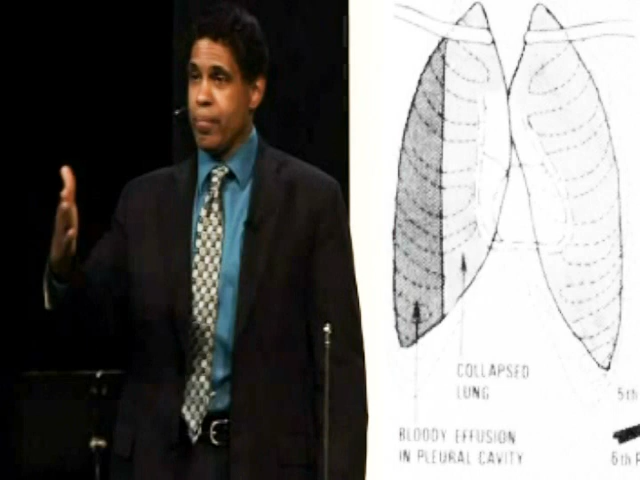 COLLAPSED
LUNG
5th
BLOODY EFFUSION
IN PLEURAL CAVITY
6th